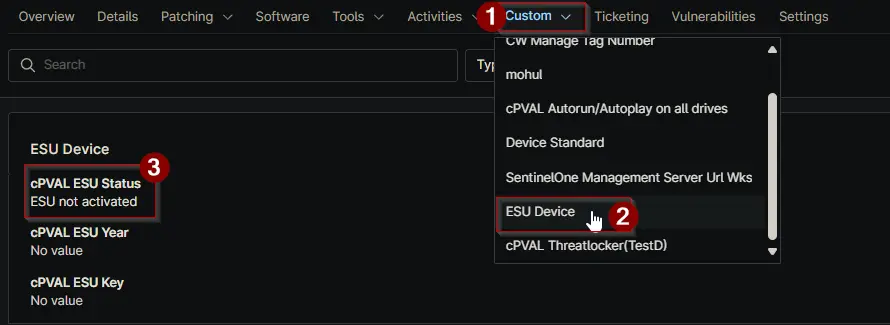 Overview Details Patching Software Tools Activities 1 Custom Ticketing Vulnerabilities Settings
Search
Typ
CW Manage Tag Number
mohul
cPVAL Autorun/Autoplay on all drives
Device Standard
SentinelOne Management Server Url Wks
ESU Device 2
cPVAL Threatlocker(TestD)
ESU Device
3
cPVAL ESU Status
ESU not activated
cPVAL ESU Year
No value
cPVAL ESU Key
No value